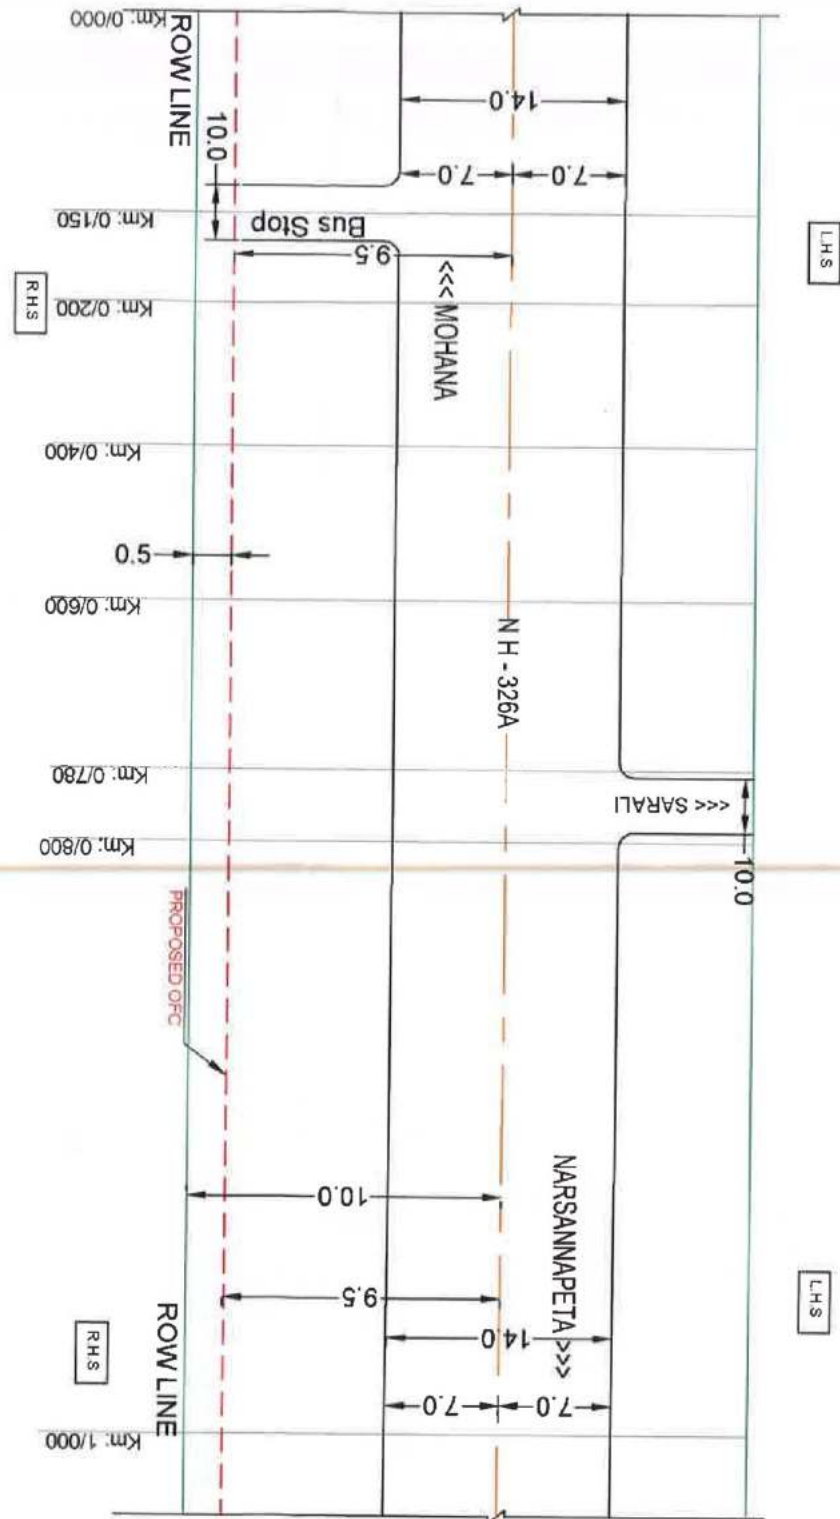 Km: 0/000
ROW LINE
14.0
10.0
7.0
7.0
Km: 0/150
Bus Stop
9.5
L.H.S
R.H.S
Km: 0/200
<<< MOHANA
Km: 0/400
0.5
Km: 0/600
N H - 326A
Km: 0/780
<<< SARALI
Km: 0/800
10.0
PROPOSED OFC
10.0
NARSANNAPETA >>>
9.5
L.H.S
14.0
ROW LINE
R.H.S
7.0
7.0
Km: 1/000